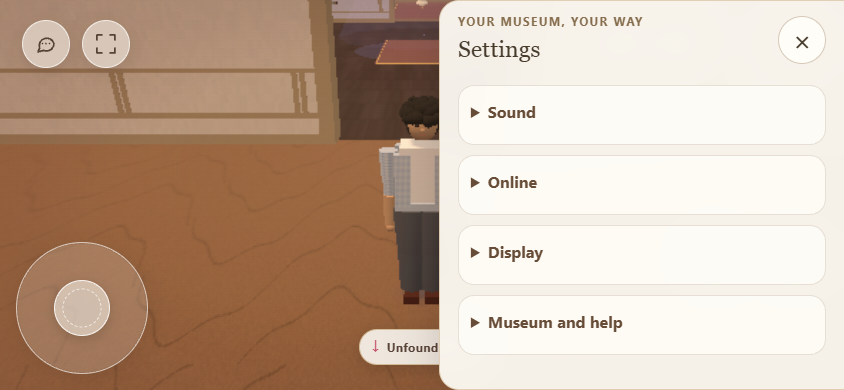 YOUR MUSEUM, YOUR WAY
Settings
Sound
Online
Display
Museum and help
Unfound